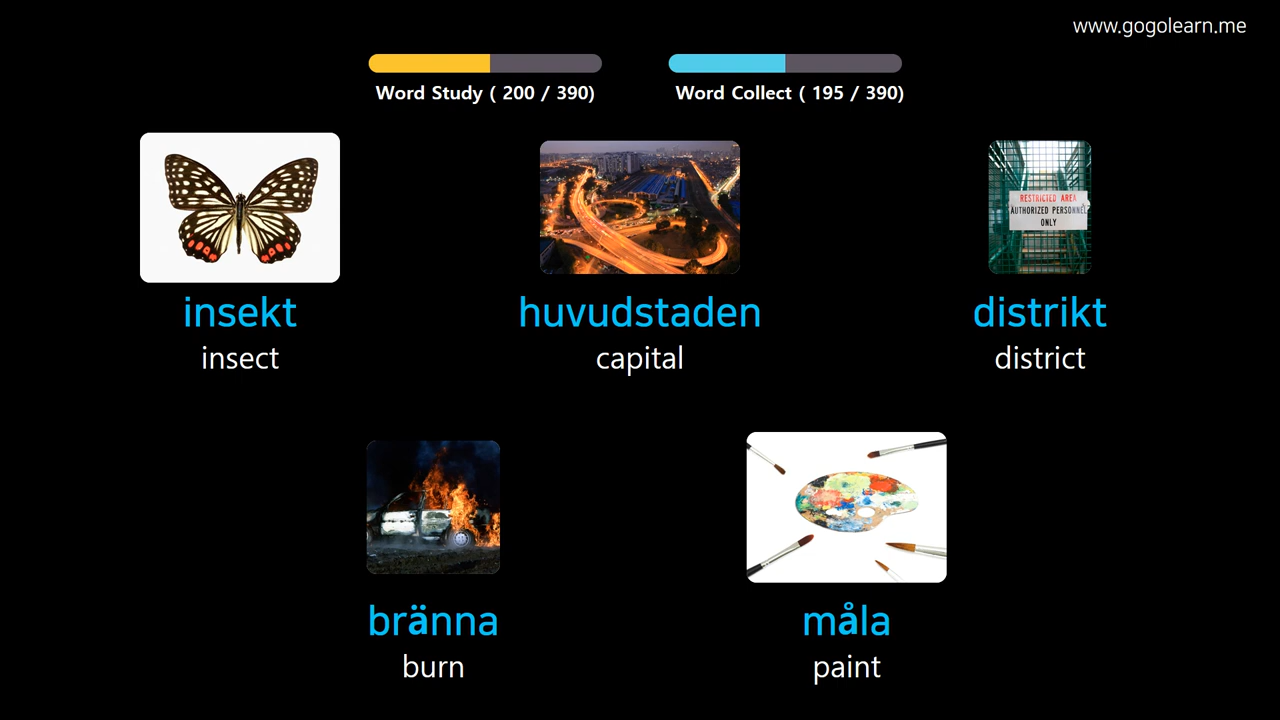 www.gogolearn.me
Word Study ( 200 / 390)
Word Collect ( 195 / 390)
RESTRICTED AREA
AUTHORIZED PERSONNEL
ONLY
insekt
insect
huvudstaden
capital
distrikt
district
bränna
burn
måla
paint